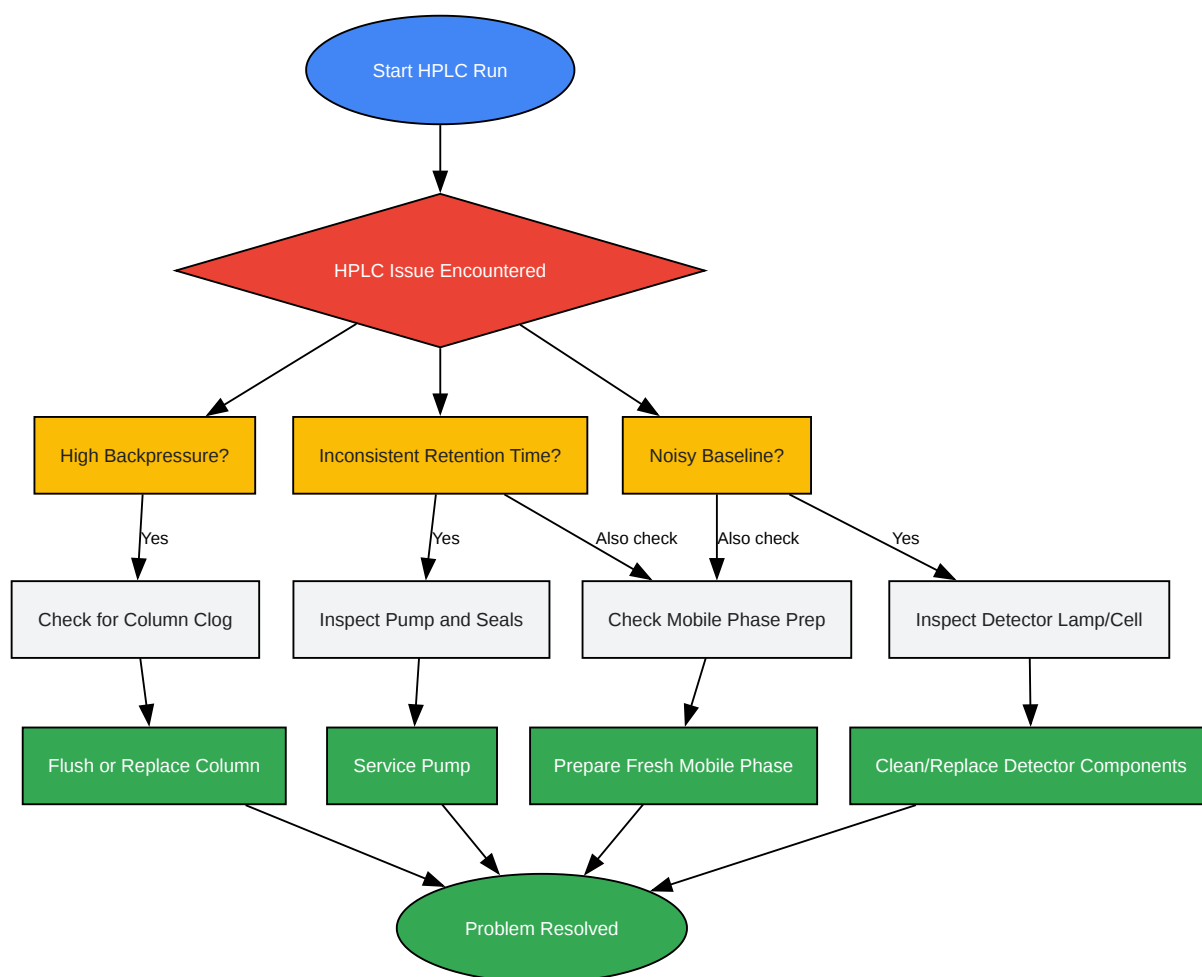 Start HPLC Run
HPLC Issue Encountered
High Backpressure?
Inconsistent Retention Time?
Noisy Baseline?
Yes
Yes
Also check
Also check
Yes
Check for Column Clog
Inspect Pump and Seals
Check Mobile Phase Prep
Inspect Detector Lamp/Cell
Flush or Replace Column
Service Pump
Prepare Fresh Mobile Phase
Clean/Replace Detector Components
Problem Resolved